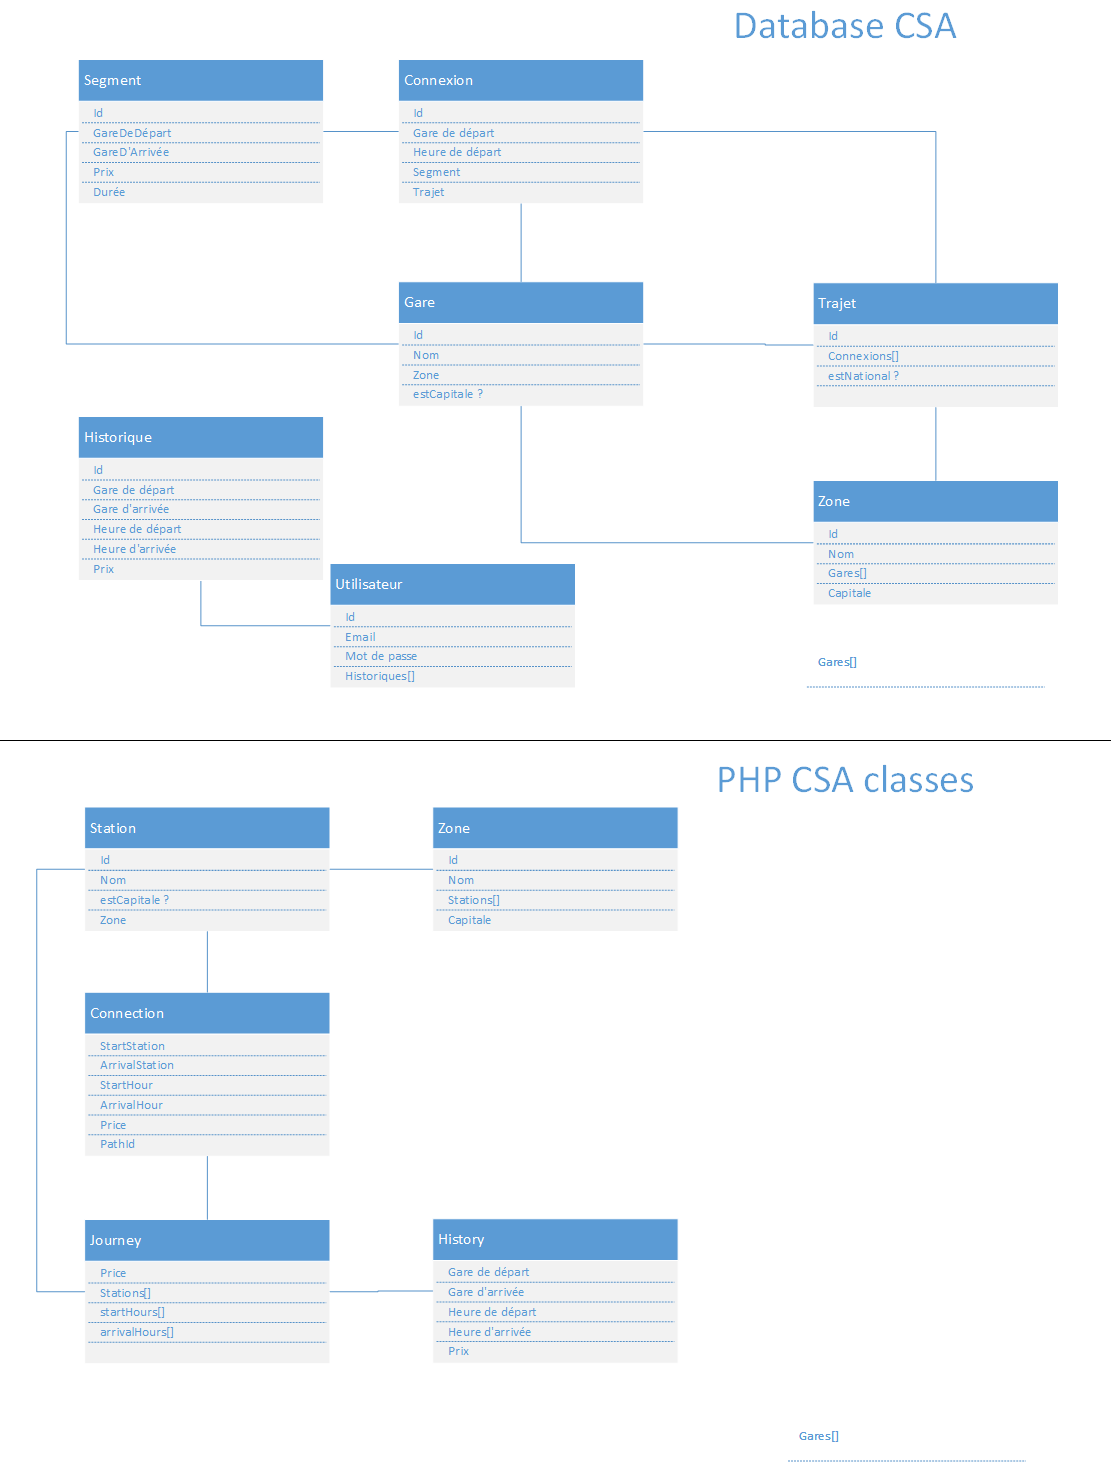 Database CSA
Segment
Id
GareDeDépart
GareD'Arrivée
Prix
Durée
Connexion
Id
Gare de départ
Heure de départ
Segment
Trajet
Gare
Id
Nom
Zone
estCapitale ?
Trajet
Id
Connexions[]
estNational ?
Historique
Id
Gare de départ
Gare d'arrivée
Heure de départ
Heure d'arrivée
Prix
Zone
Id
Nom
Gares[]
Capitale
Utilisateur
Id
Email
Mot de passe
Historiques[]
Gares[]
PHP CSA classes
Station
Id
Nom
estCapitale ?
Zone
Zone
Id
Nom
Stations[]
Capitale
Connection
StartStation
ArrivalStation
StartHour
ArrivalHour
Price
PathId
Journey
Price
Stations[]
startHours[]
arrivalHours[]
History
Gare de départ
Gare d'arrivée
Heure de départ
Heure d'arrivée
Prix
Gares[]